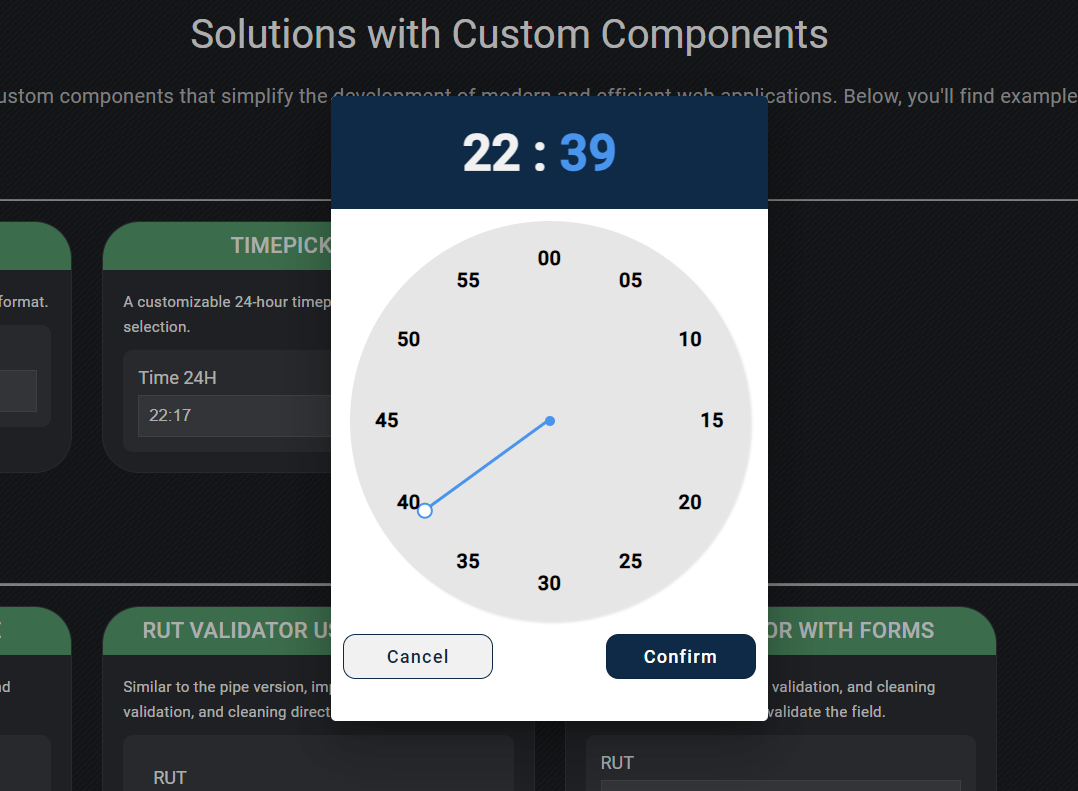 Solutions with Custom Components
ustom components that simplify the development of modern and efficient web applications. Below, you'll find example
22 : 39
TIMEPICK
format.
A customizable 24-hour timep
selection.
Time 24H
22:17
00
55
05
50
10
45
15
40
20
35
25
30
Cancel
Confirm
RUT VALIDATOR US
OR WITH FORMS
d
Similar to the pipe version, imp
validation, and cleaning direct
validation, and cleaning
validate the field.
RUT
RUT